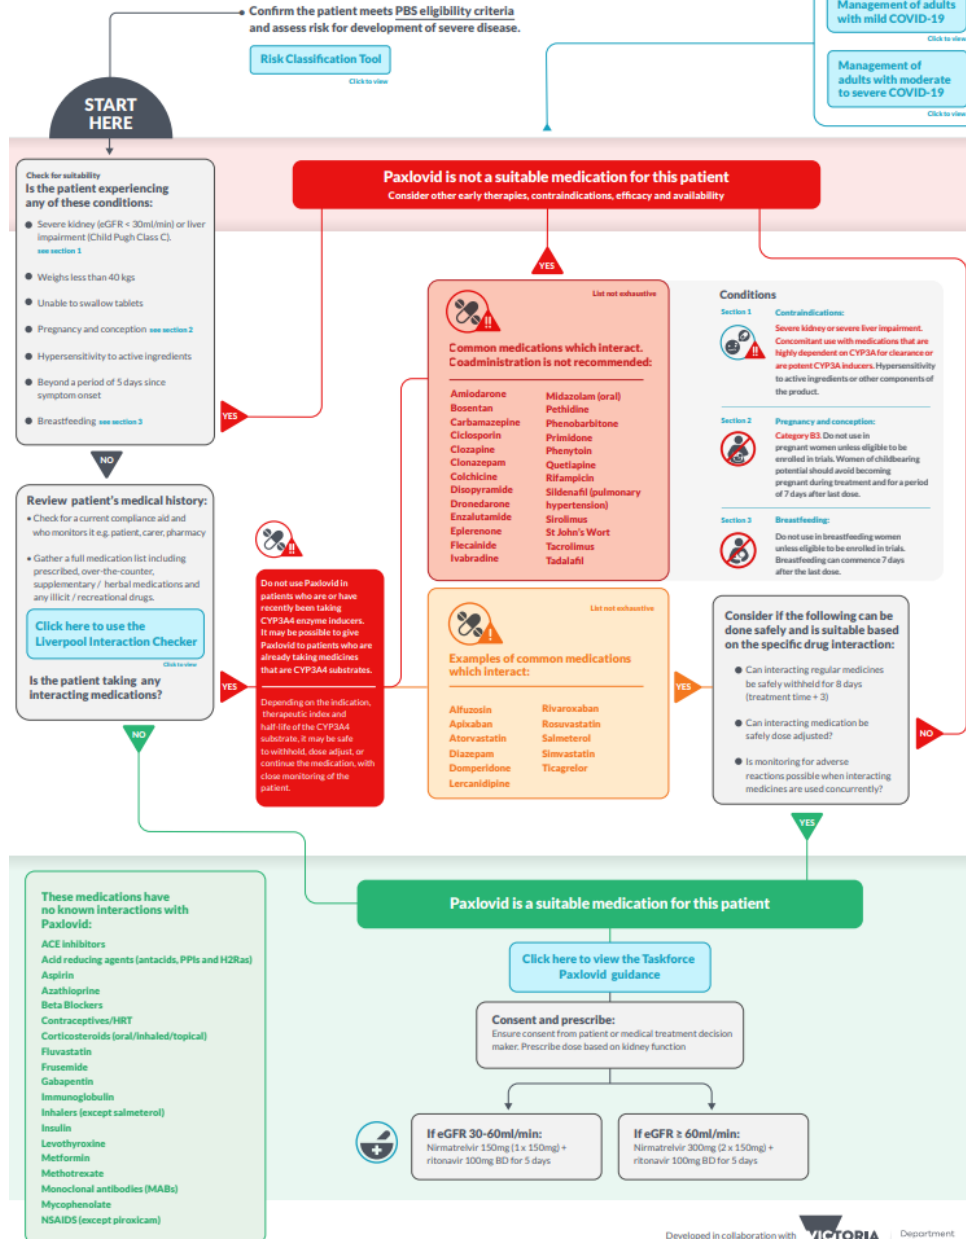 Confirm the patient meets PBS eligibility criteria
and assess risk for development of severe disease.
Risk Classification Tool
Click to view
Management of adults
with mild COVID-19
Click to view
Management of
adults with moderate
to severe COVID-19
Click to view
START
HERE
Check for suitability
Is the patient experiencing
any of these conditions:
Severe kidney (eGFR < 30ml/min) or liver
impairment (Child Pugh Class C).
see section 1
Weighs less than 40 kgs
Unable to swallow tablets
Pregnancy and conception see section 2
Hypersensitivity to active ingredients
Beyond a period of 5 days since
symptom onset
Breastfeeding see section 3
YES
NO
Paxlovid is not a suitable medication for this patient
Consider other early therapies, contraindications, efficacy and availability
YES
List not exhaustive
Common medications which interact.
Coadministration is not recommended:
Amiodarone
Bosentan
Carbamazepine
Ciclosporin
Clozapine
Clonazepam
Colchicine
Disopyramide
Dronedarone
Enzalutamide
Eplerenone
Flecainide
Ivabradine
Midazolam (oral)
Pethidine
Phenobarbitone
Primidone
Phenytoin
Quetiapine
Rifampicin
Sildenafil (pulmonary
hypertension)
Sirolimus
St John's Wort
Tacrolimus
Tadalafil
Conditions
Section 1
Contraindications:
Severe kidney or severe liver impairment.
Concomitant use with medications that are
highly dependent on CYP3A for clearance or
are potent CYP3A inducers. Hypersensitivity
to active ingredients or other components of
the product.
Section 2
Pregnancy and conception:
Category B3. Do not use in
pregnant women unless eligible to be
enrolled in trials. Women of childbearing
potential should avoid becoming
pregnant during treatment and for a period
of 7 days after last dose.
Section 3
Breastfeeding:
Do not use in breastfeeding women
unless eligible to be enrolled in trials.
Breastfeeding can commence 7 days
after the last dose.
Review patient's medical history:
• Check for a current compliance aid and
who monitors it e.g. patient, carer, pharmacy
• Gather a full medication list including
prescribed, over-the-counter,
supplementary / herbal medications and
any illicit / recreational drugs.
Click here to use the
Liverpool Interaction Checker
Click to view
Is the patient taking any
interacting medications?
YES
NO
Do not use Paxlovid in
patients who are or have
recently been taking
CYP3A4 enzyme inducers.
It may be possible to give
Paxlovid to patients who are
already taking medicines
that are CYP3A4 substrates.
Depending on the indication,
therapeutic index and
half-life of the CYP3A4
substrate, it may be safe
to withhold, dose adjust, or
continue the medication, with
close monitoring of the
patient.
List not exhaustive
Examples of common medications
which interact:
Alfuzosin
Apixaban
Atorvastatin
Diazepam
Domperidone
Lercanidipine
Rivaroxaban
Rosuvastatin
Salmeterol
Simvastatin
Ticagrelor
YES
Consider if the following can be
done safely and is suitable based
on the specific drug interaction:
Can interacting regular medicines
be safely withheld for 8 days
(treatment time + 3)
Can interacting medication be
safely dose adjusted?
Is monitoring for adverse
reactions possible when interacting
medicines are used concurrently?
NO
YES
These medications have
no known interactions with
Paxlovid:
ACE inhibitors
Acid reducing agents (antacids, PPIs and H2Ras)
Aspirin
Azathioprine
Beta Blockers
Contraceptives/HRT
Corticosteroids (oral/inhaled/topical)
Fluvastatin
Frusemide
Gabapentin
Immunoglobulin
Inhalers (except salmeterol)
Insulin
Levothyroxine
Metformin
Methotrexate
Monoclonal antibodies (MABs)
Mycophenolate
NSAIDS (except piroxicam)
Paxlovid is a suitable medication for this patient
Click here to view the Taskforce
Paxlovid guidance
Consent and prescribe:
Ensure consent from patient or medical treatment decision
maker. Prescribe dose based on kidney function
If eGFR 30-60ml/min:
Nirmatrelvir 150mg (1 x 150mg) +
ritonavir 100mg BD for 5 days
If eGFR ≥ 60ml/min:
Nirmatrelvir 300mg (2 x 150mg) +
ritonavir 100mg BD for 5 days
Developed in collaboration with
VICTORIA
Department